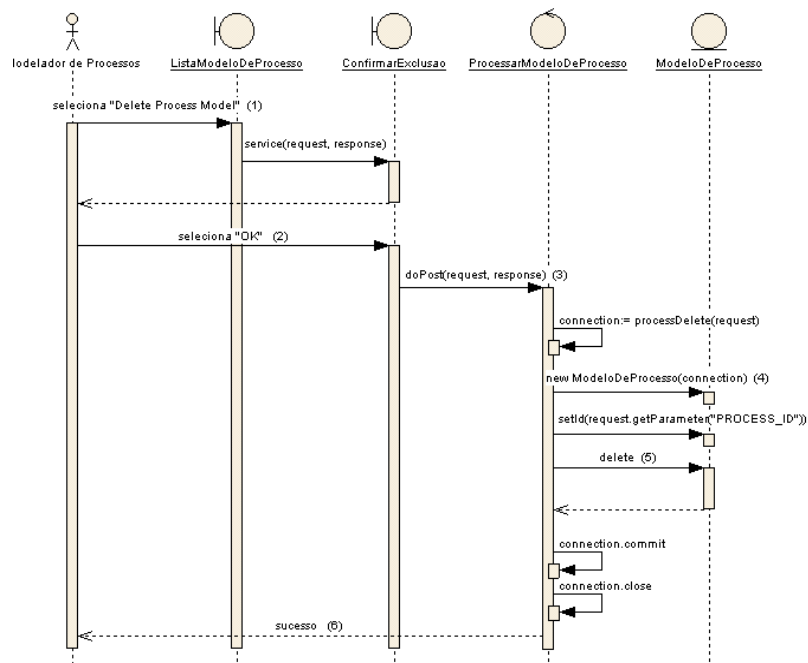 lodelador de Processos
ListaModeloDeProcesso
ConfirmarExclusao
ProcessarModeloDeProcesso
ModeloDeProcesso
seleciona "Delete Process Model" (1)
service(request, response)
seleciona "OK" (2)
doPost(request, response) (3)
connection:= processDelete(request)
new ModeloDeProcesso(connection) (4)
setId(request.getParameter("PROCESS_ID"))
delete (5)
connection.commit
connection.close
sucesso (6)